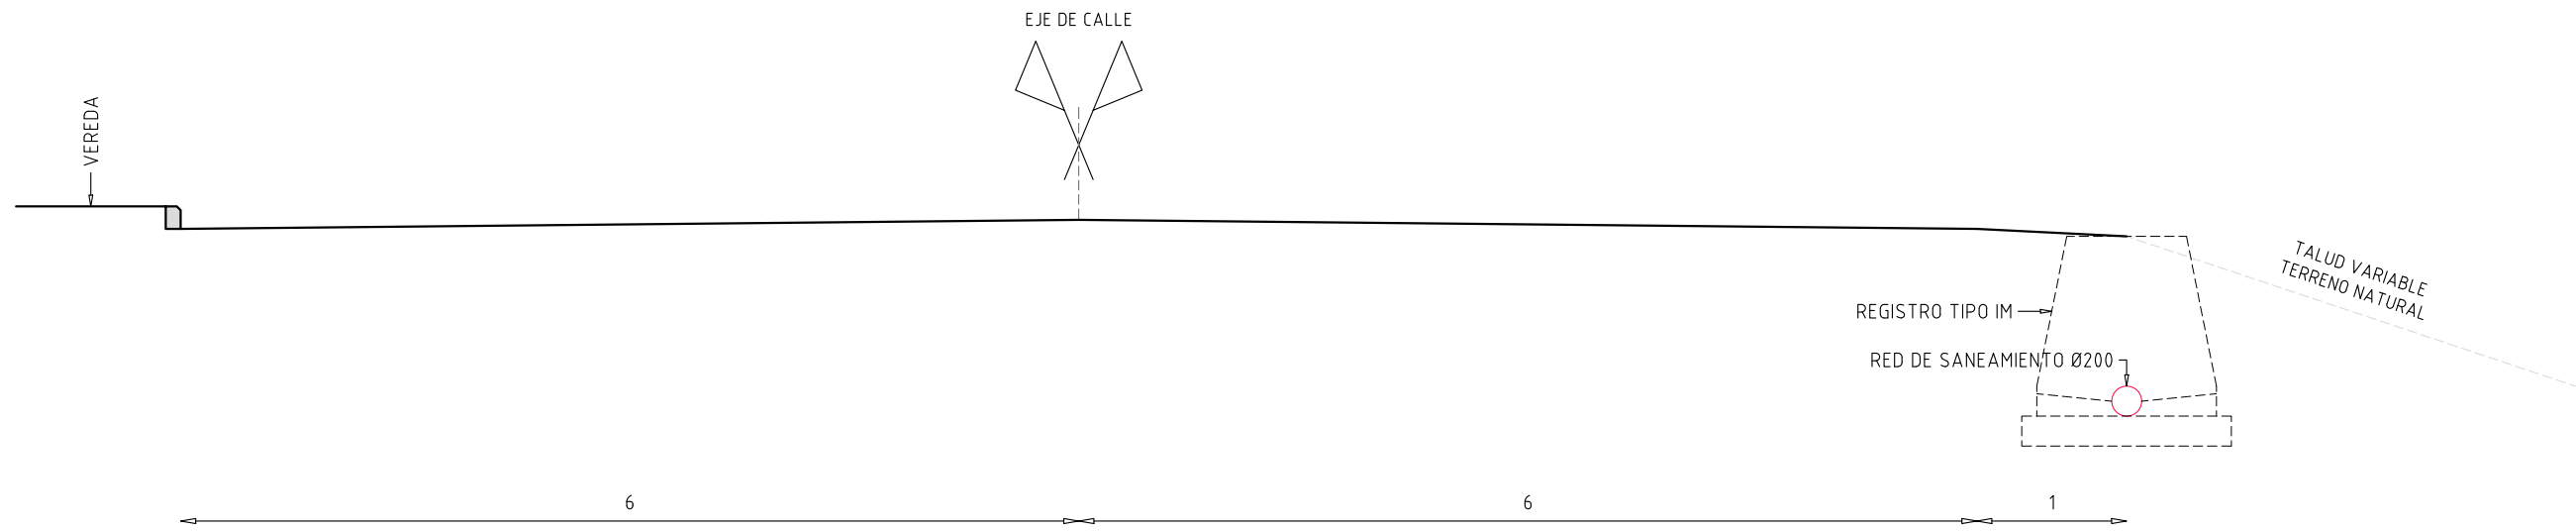 EJE DE CALLE
VEREDA
TALUD VARIABLE
TERRENO NATURAL
REGISTRO TIPO IM
RED DE SANEAMIENTO Ø200
6
6
1